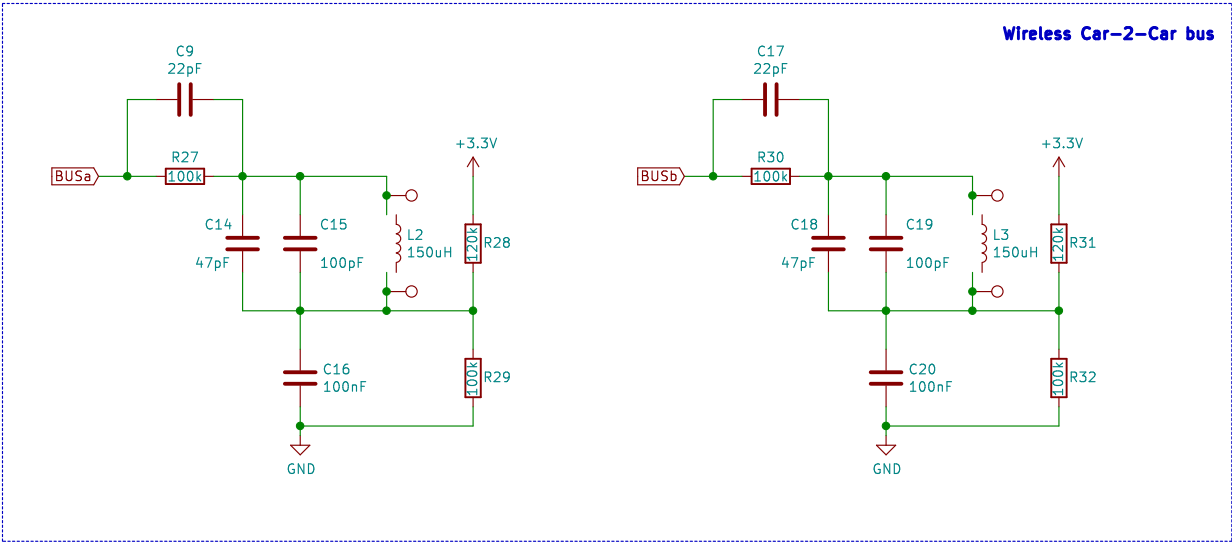 Wireless Car-2-Car bus
C9
22pF
R27
100k
BUSa
C14
47pF
C15
100pF
L2
150uH
+3.3V
120k
R28
C16
100nF
100k
R29
GND
C17
22pF
R30
100k
BUSb
C18
47pF
C19
100pF
L3
150uH
+3.3V
120k
R31
C20
100nF
100k
R32
GND